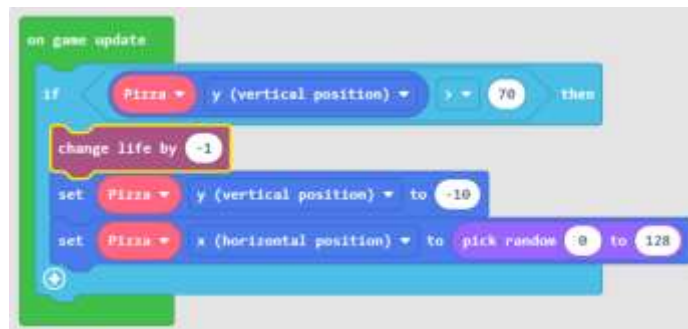 on game update
if Pizza y (vertical position) > 70 then
change life by -1
set Pizza y (vertical position) to -10
set Pizza x (horizontal position) to pick random 0 to 128